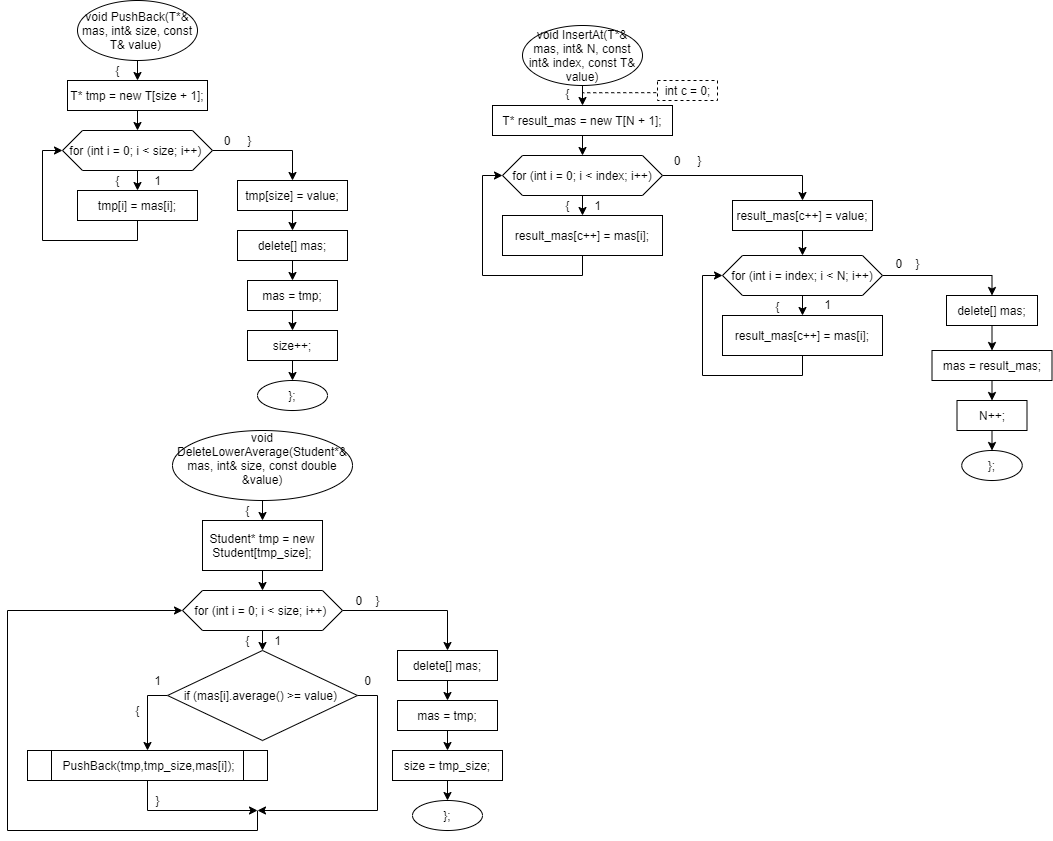 void PushBack(T*&
mas, int& size, const
T& value)
{
T* tmp = new T[size + 1];
for (int i = 0; i < size; i++)
0 }
{ 1
tmp[i] = mas[i];
tmp[size] = value;
delete[] mas;
mas = tmp;
size++;
};
void InsertAt(T*&
mas, int& N, const
int& index, const T&
value)
{
int c = 0;
T* result_mas = new T[N + 1];
for (int i = 0; i < index; i++)
0 }
{ 1
result_mas[c++] = mas[i];
result_mas[c++] = value;
for (int i = index; i < N; i++)
0 }
{ 1
result_mas[c++] = mas[i];
delete[] mas;
mas = result_mas;
N++;
};
void
DeleteLowerAverage(Student*&
mas, int& size, const double
&value)
{
Student* tmp = new
Student[tmp_size];
for (int i = 0; i < size; i++)
0 }
{ 1
if (mas[i].average() >= value)
1
0
{
PushBack(tmp,tmp_size,mas[i]);
}
delete[] mas;
mas = tmp;
size = tmp_size;
};